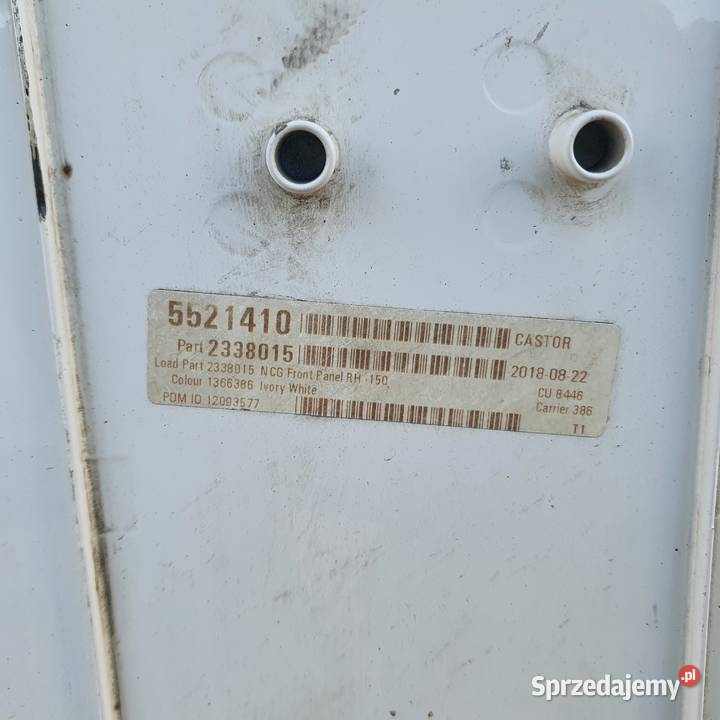 5521410 CASTOR
Part 2338015 2018-08-22
Load Part 2338015 NCG Front Panel RH -150 CU 8446
Colour 1366386 Ivory White Carrier 386
PDM ID 12093577 T1
Sprzedajemy.pl